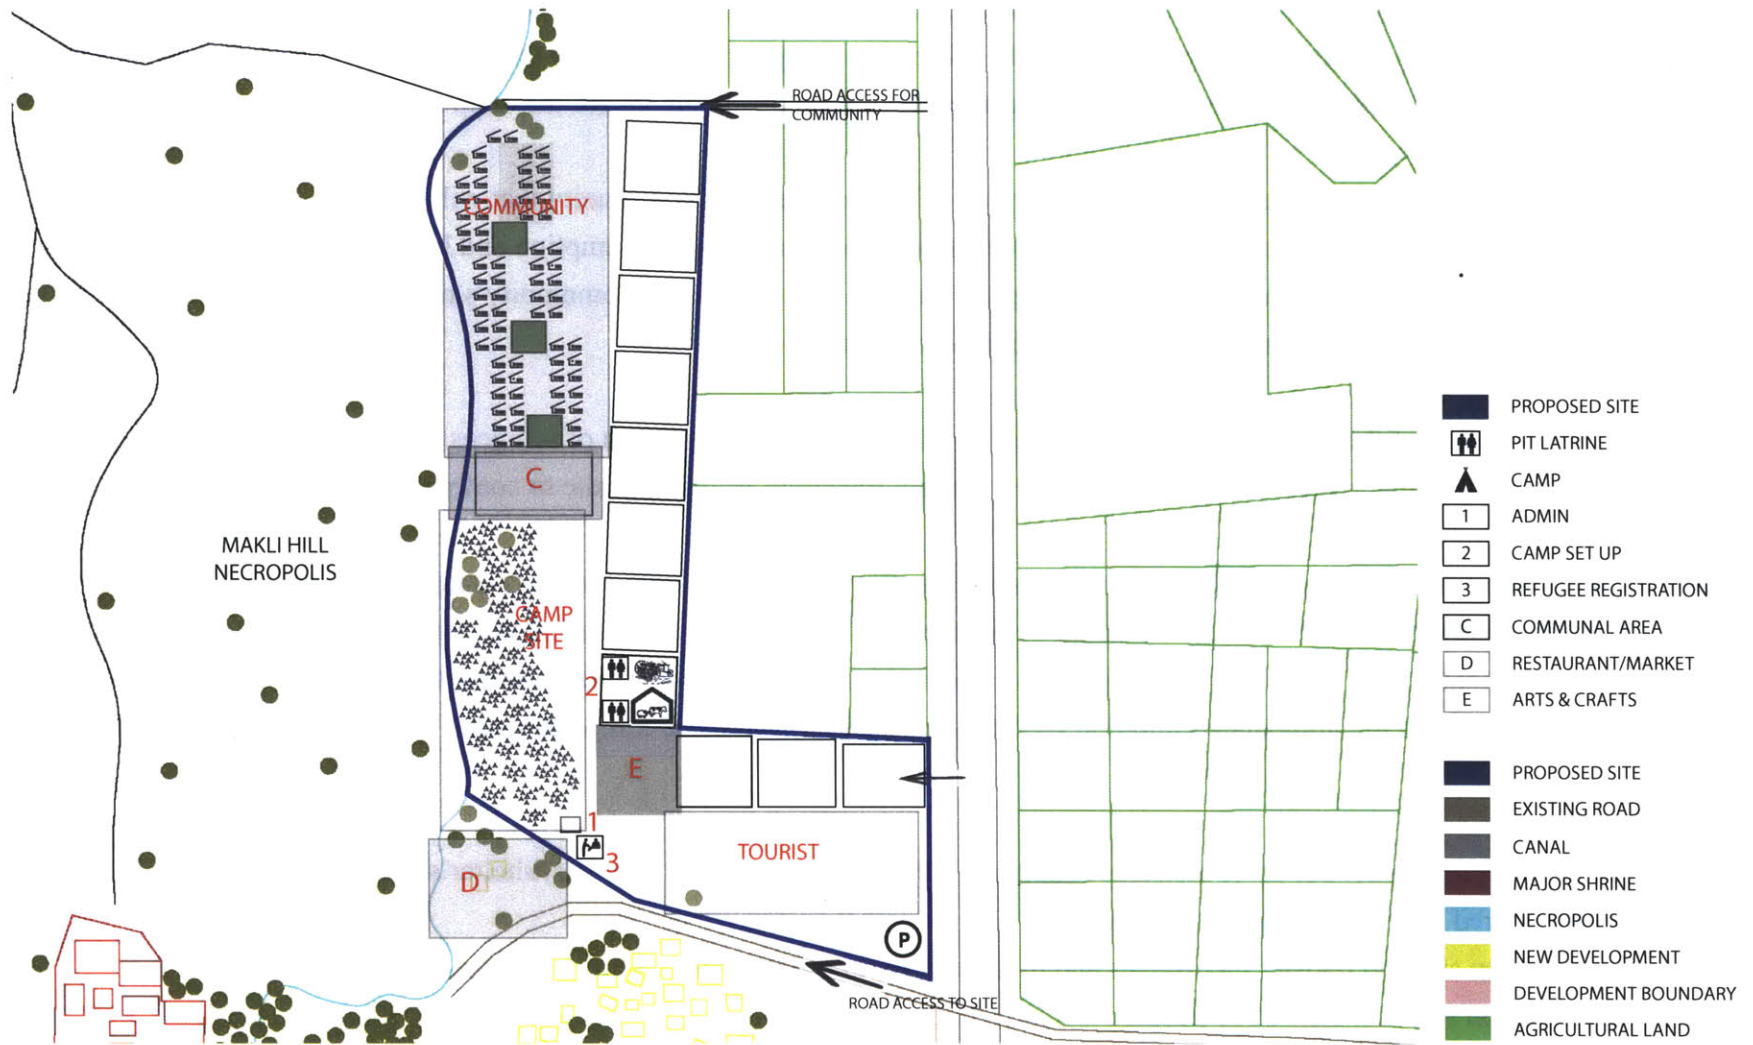 ROAD ACCESS FOR
COMMUNITY
COMMUNITY
C
MAKLI HILL
NECROPOLIS
CAMP
SITE
2
E
1
3
TOURIST
D
P
ROAD ACCESS TO SITE
PROPOSED SITE
PIT LATRINE
CAMP
1 ADMIN
2 CAMP SET UP
3 REFUGEE REGISTRATION
C COMMUNAL AREA
D RESTAURANT/MARKET
E ARTS & CRAFTS
PROPOSED SITE
EXISTING ROAD
CANAL
MAJOR SHRINE
NECROPOLIS
NEW DEVELOPMENT
DEVELOPMENT BOUNDARY
AGRICULTURAL LAND